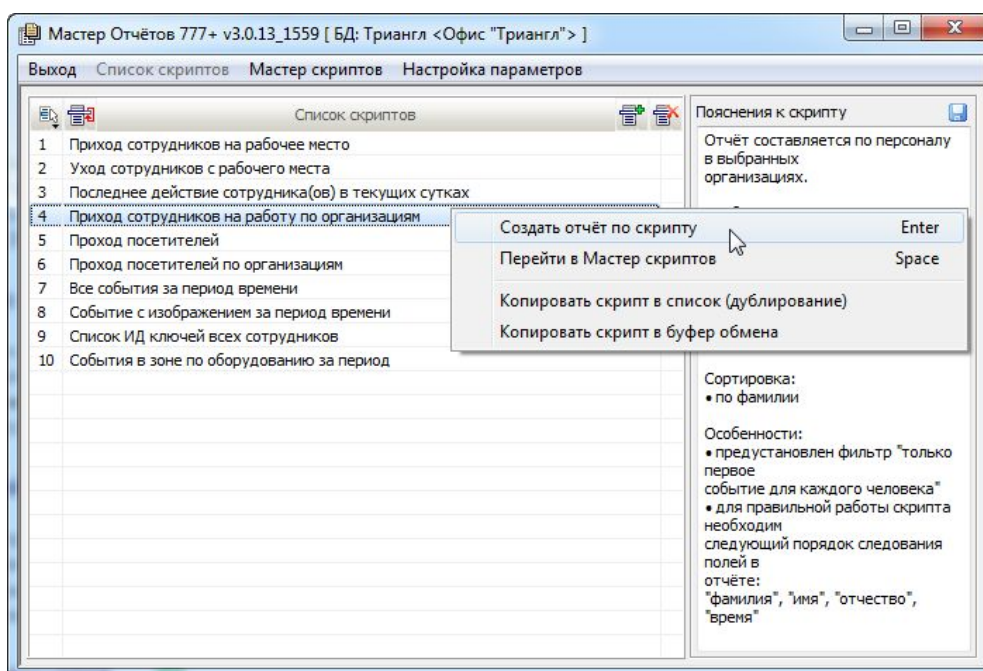 Мастер Отчётов 777+ v3.0.13_1559 [ БД: Триангл <Офис "Триангл"> ]
Выход Список скриптов Мастер скриптов Настройка параметров
Список скриптов
1 Приход сотрудников на рабочее место
2 Уход сотрудников с рабочего места
3 Последнее действие сотрудника(ов) в текущих сутках
4 Приход сотрудников на работу по организациям
5 Проход посетителей
6 Проход посетителей по организациям
7 Все события за период времени
8 Событие с изображением за период времени
9 Список ИД ключей всех сотрудников
10 События в зоне по оборудованию за период
Создать отчёт по скрипту Enter
Перейти в Мастер скриптов Space
Копировать скрипт в список (дублирование)
Копировать скрипт в буфер обмена
Пояснения к скрипту
Отчёт составляется по персоналу
в выбранных
организациях.
Сортировка:
• по фамилии
Особенности:
• предустановлен фильтр "только
первое
событие для каждого человека"
• для правильной работы скрипта
необходим
следующий порядок следования
полей в
отчёте:
"фамилия", "имя", "отчество",
"время"